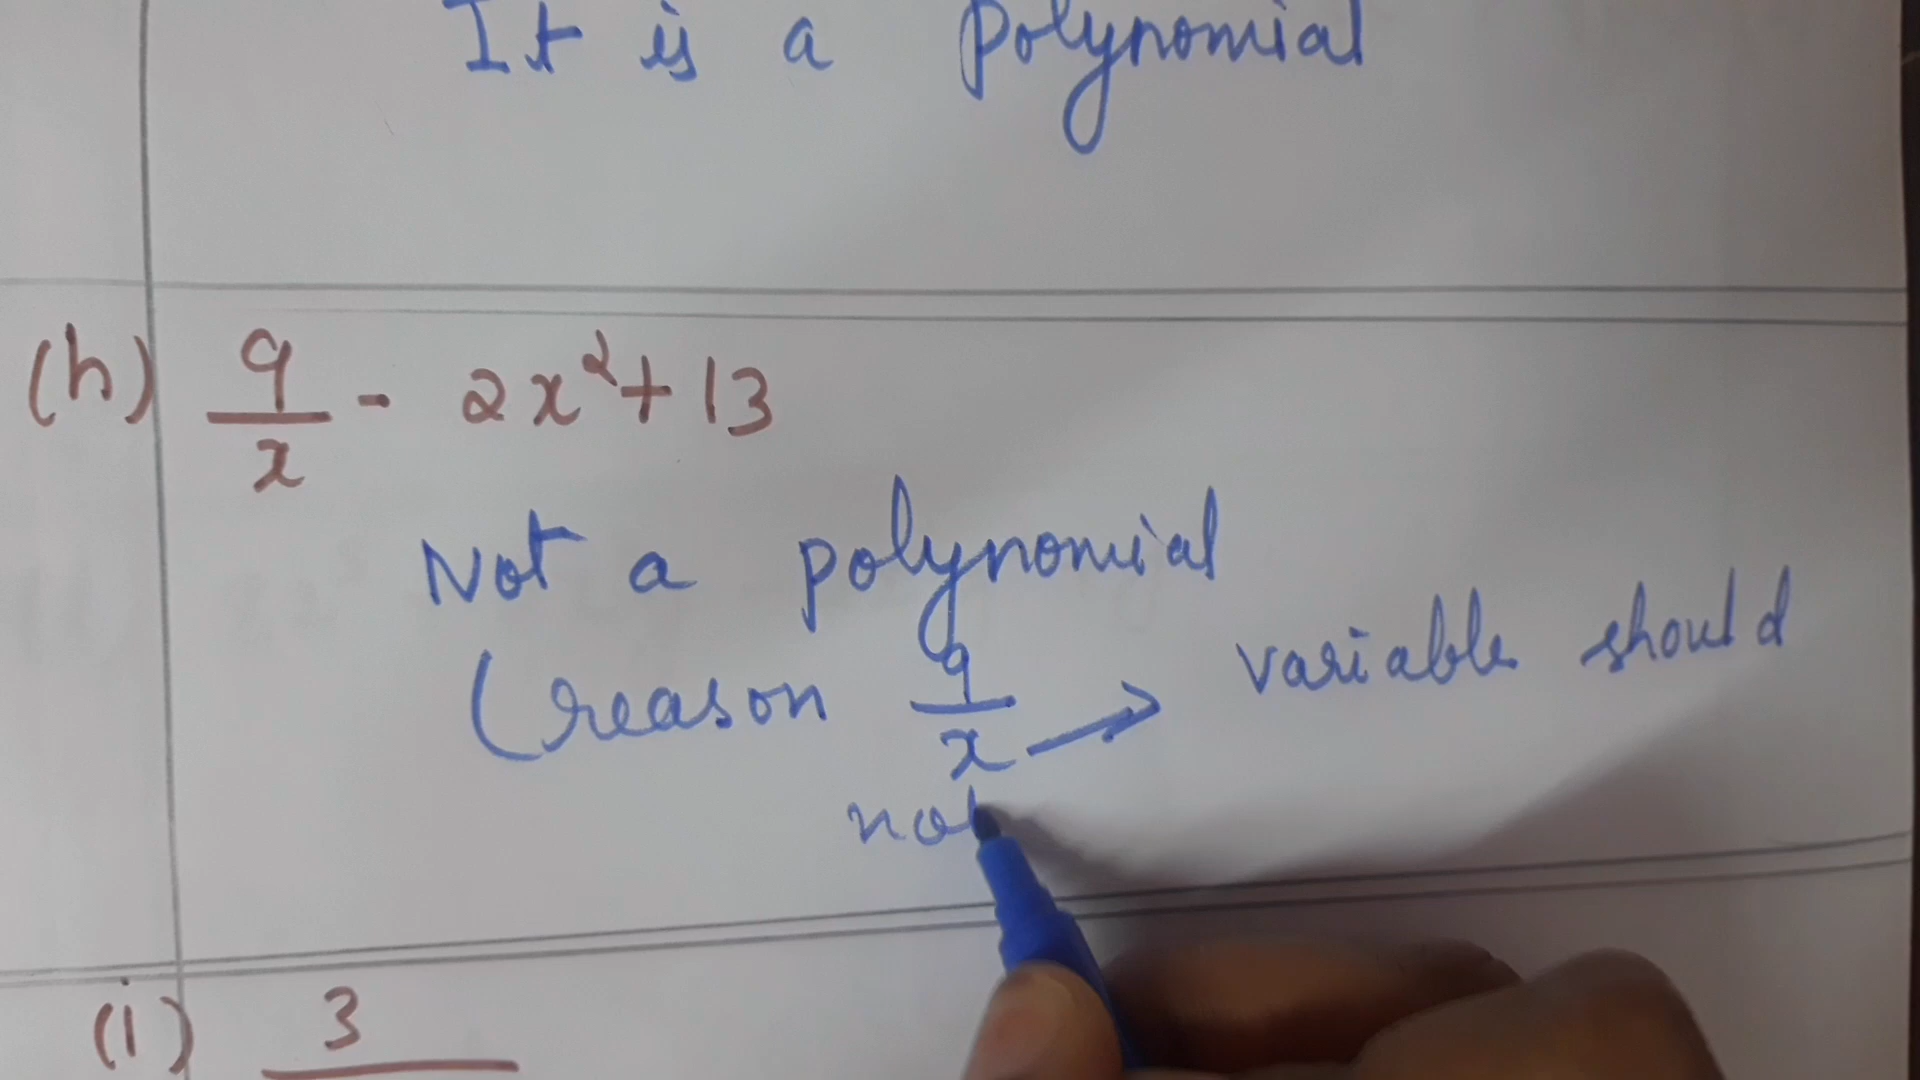 It is a polynomial
(h) 9/x - 2x² + 13
Not a polynomial
(reason 9/x → variable should
not
(i) 3